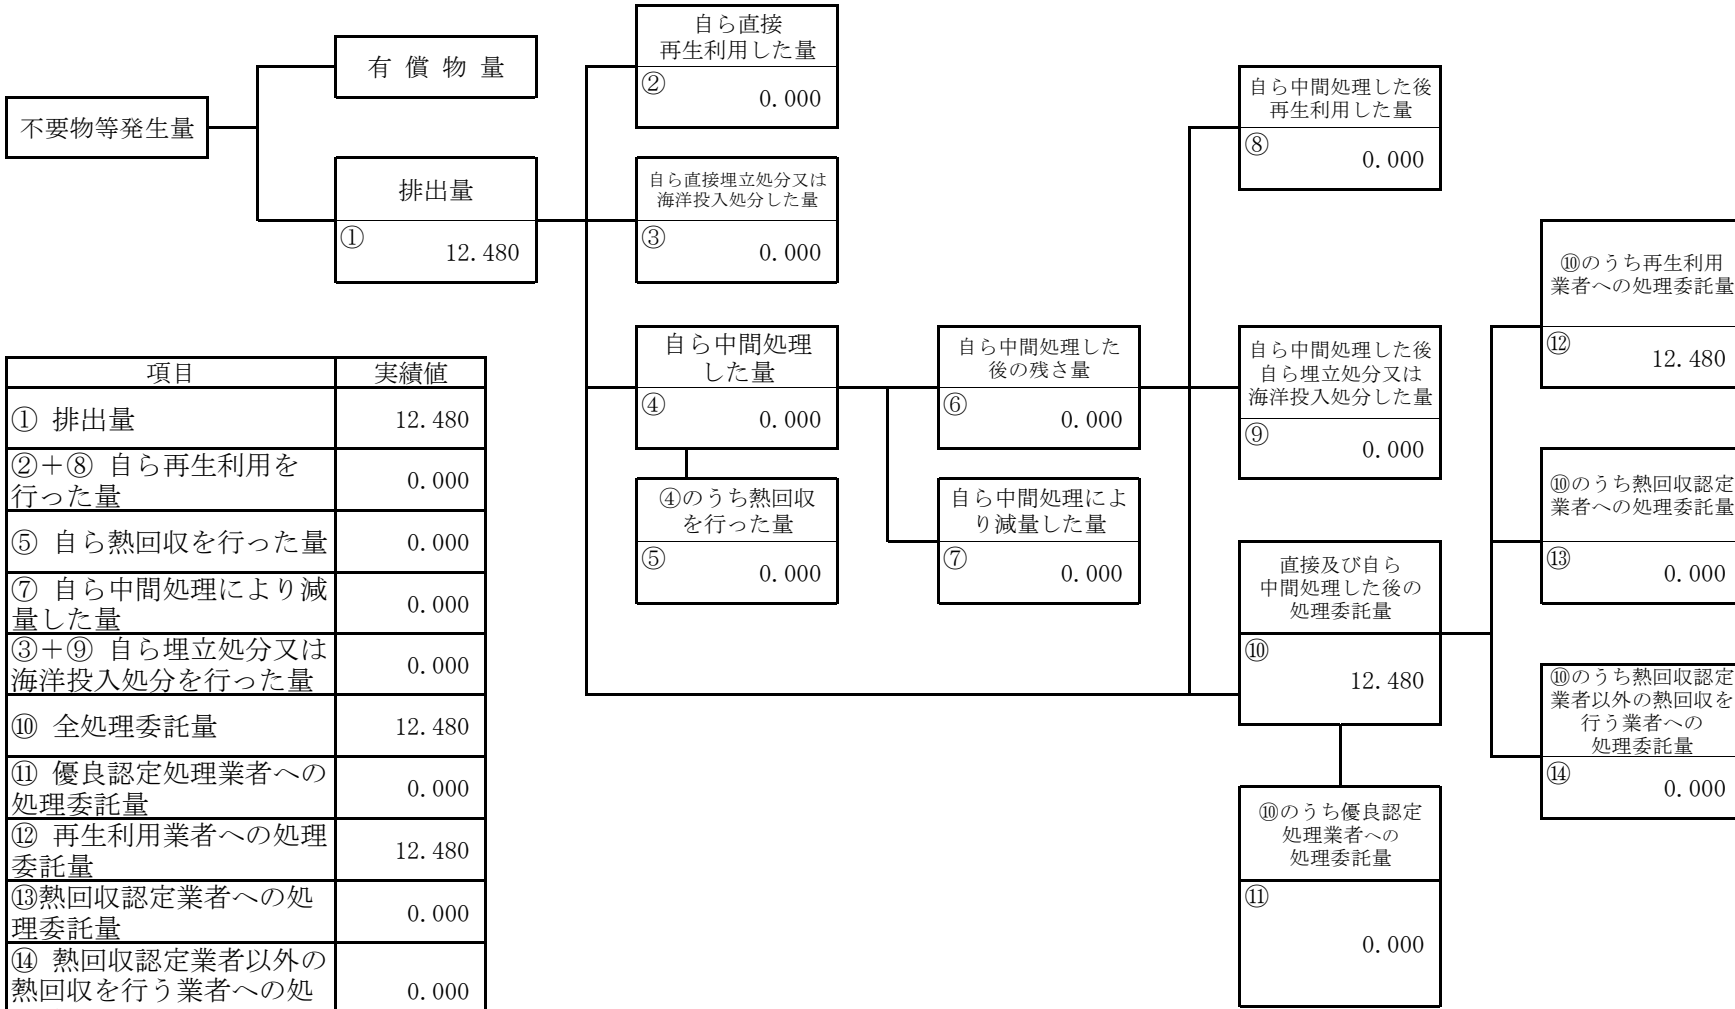 自ら直接
再生利用した量
②
0.000
有 償 物 量
不要物等発生量
排出量
①
12.480
自ら直接埋立処分又は
海洋投入処分した量
③
0.000
自ら中間処理
した量
④
0.000
④のうち熱回収
を行った量
⑤
0.000
自ら中間処理した
後の残さ量
⑥
0.000
自ら中間処理によ
り減量した量
⑦
0.000
自ら中間処理した後
再生利用した量
⑧
0.000
自ら中間処理した後
自ら埋立処分又は
海洋投入処分した量
⑨
0.000
直接及び自ら
中間処理した後の
処理委託量
⑩
12.480
⑩のうち優良認定
処理業者への
処理委託量
⑪
0.000
⑩のうち再生利用
業者への処理委託量
⑫
12.480
⑩のうち熱回収認定
業者への処理委託量
⑬
0.000
⑩のうち熱回収認定
業者以外の熱回収を
行う業者への
処理委託量
⑭
0.000
項目 実績値
① 排出量 12.480
②＋⑧ 自ら再生利用を
行った量 0.000
⑤ 自ら熱回収を行った量 0.000
⑦ 自ら中間処理により減
量した量 0.000
③＋⑨ 自ら埋立処分又は
海洋投入処分を行った量 0.000
⑩ 全処理委託量 12.480
⑪ 優良認定処理業者への
処理委託量 0.000
⑫ 再生利用業者への処理
委託量 12.480
⑬熱回収認定業者への処
理委託量 0.000
⑭ 熱回収認定業者以外の
熱回収を行う業者への処 0.000